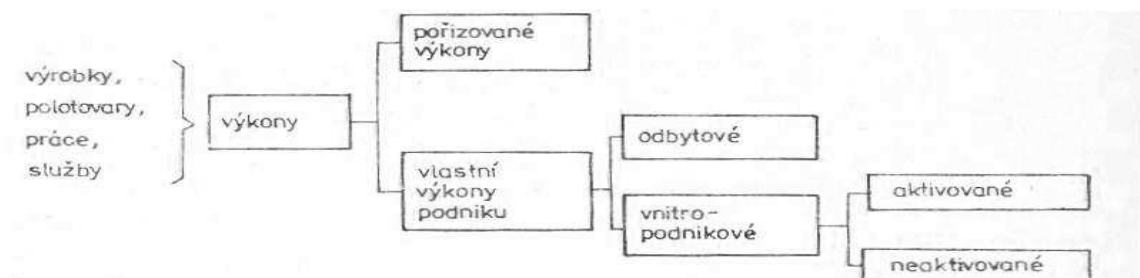 výrobky,
polotovary,
práce,
služby
výkony
pořizované
výkony
vlastní
výkony
podniku
odbytové
vnitro-
podnikové
aktivované
neaktivované